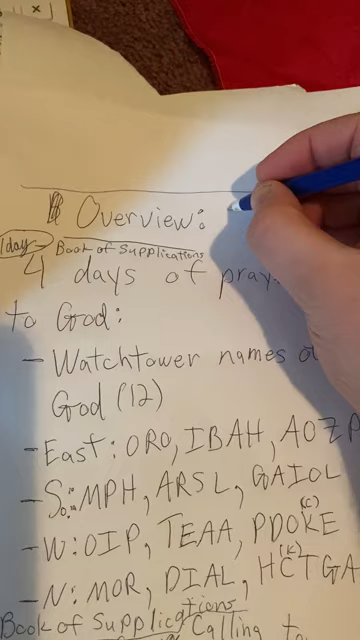 Overview:
1 day → Book of Supplications
4 days of pray
to God:
- Watchtower names o
God (12)
- East: ORO, IBAH, AOZP
- So.: MPH, ARSL, GAIOL
(C)
- W: OIP, TEAA, PDOKE
(K)
- N: MOR, DIAL, HCTGA
Book of Supplications
Calling to